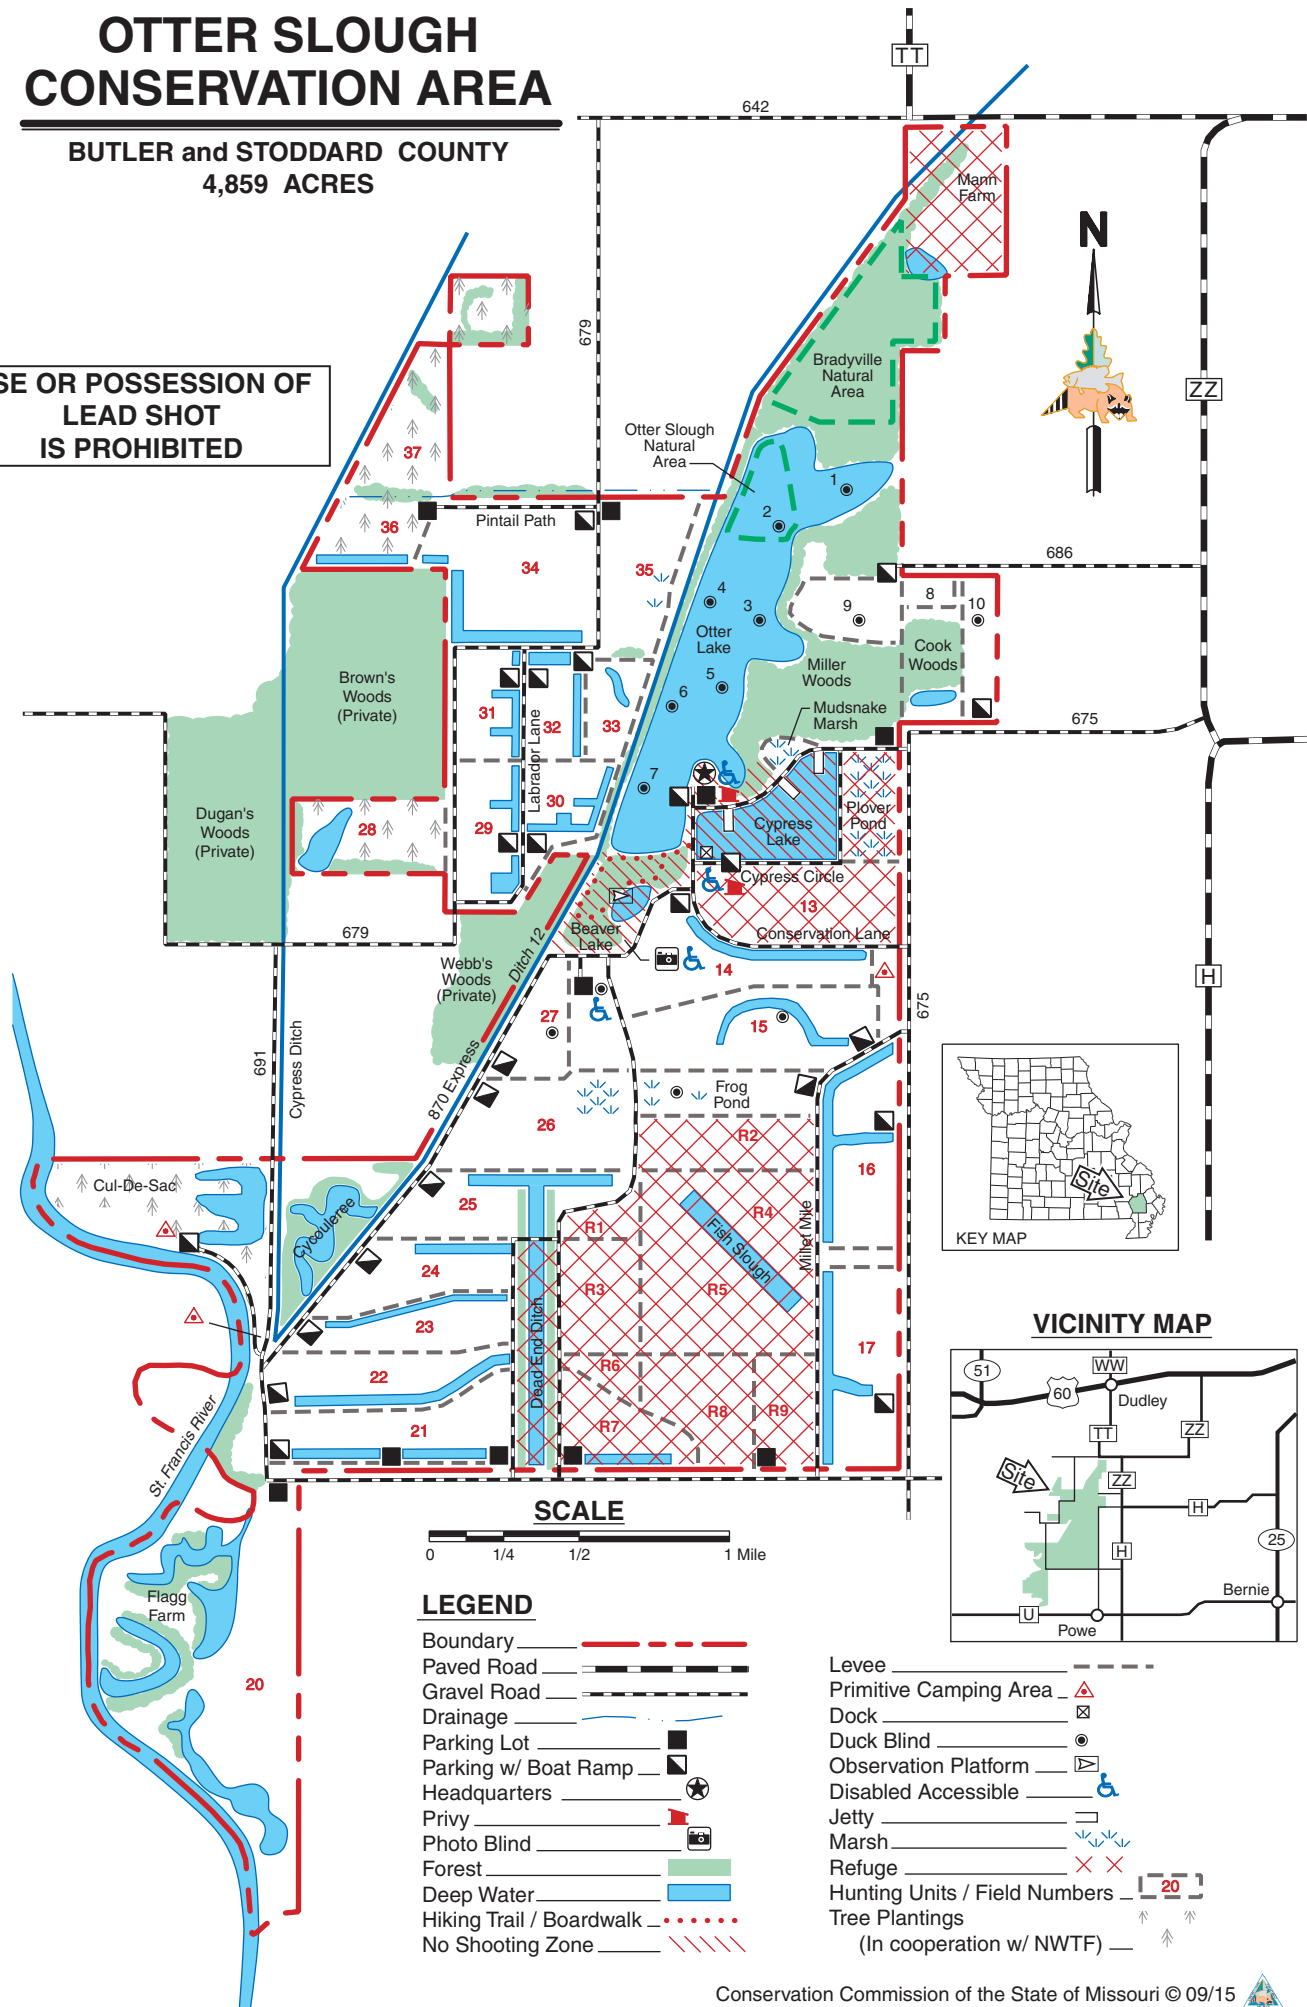 OTTER SLOUGH
CONSERVATION AREA
BUTLER and STODDARD COUNTY
4,859 ACRES
SE OR POSSESSION OF
LEAD SHOT
IS PROHIBITED
TT
642
Mann
Farm
N
679
ZZ
Bradyville
Natural
Area
Otter Slough
Natural
Area
37
1
2
36
Pintail Path
34
35
686
4
3
9
8
10
Otter
Lake
Cook
Woods
Miller
Woods
5
6
Brown's
Woods
(Private)
Mudsnake
Marsh
675
31
Labrador Lane
32
33
7
30
29
28
Dugan's
Woods
(Private)
Cypress
Lake
Plover
Pond
Cypress Circle
13
Conservation Lane
679
Beaver
Lake
Ditch 12
Webb's
Woods
(Private)
14
H
675
27
15
691
Cypress Ditch
870 Express
Frog
Pond
26
R2
16
Cul-De-Sac
25
R1
R4
Cycouleree
Fish Slough
Millet Mile
24
R3
R5
23
Dead End Ditch
22
R6
17
21
R7
R8
R9
St. Francis River
Site
KEY MAP
VICINITY MAP
51
WW
60
Dudley
TT
ZZ
Site
ZZ
H
H
25
Bernie
U
Powe
Flagg
Farm
20
SCALE
0 1/4 1/2 1 Mile
LEGEND
Boundary
Paved Road
Gravel Road
Drainage
Parking Lot
Parking w/ Boat Ramp
Headquarters
Privy
Photo Blind
Forest
Deep Water
Hiking Trail / Boardwalk
No Shooting Zone
Levee
Primitive Camping Area
Dock
Duck Blind
Observation Platform
Disabled Accessible
Jetty
Marsh
Refuge
Hunting Units / Field Numbers 20
Tree Plantings
(In cooperation w/ NWTF)
Conservation Commission of the State of Missouri © 09/15